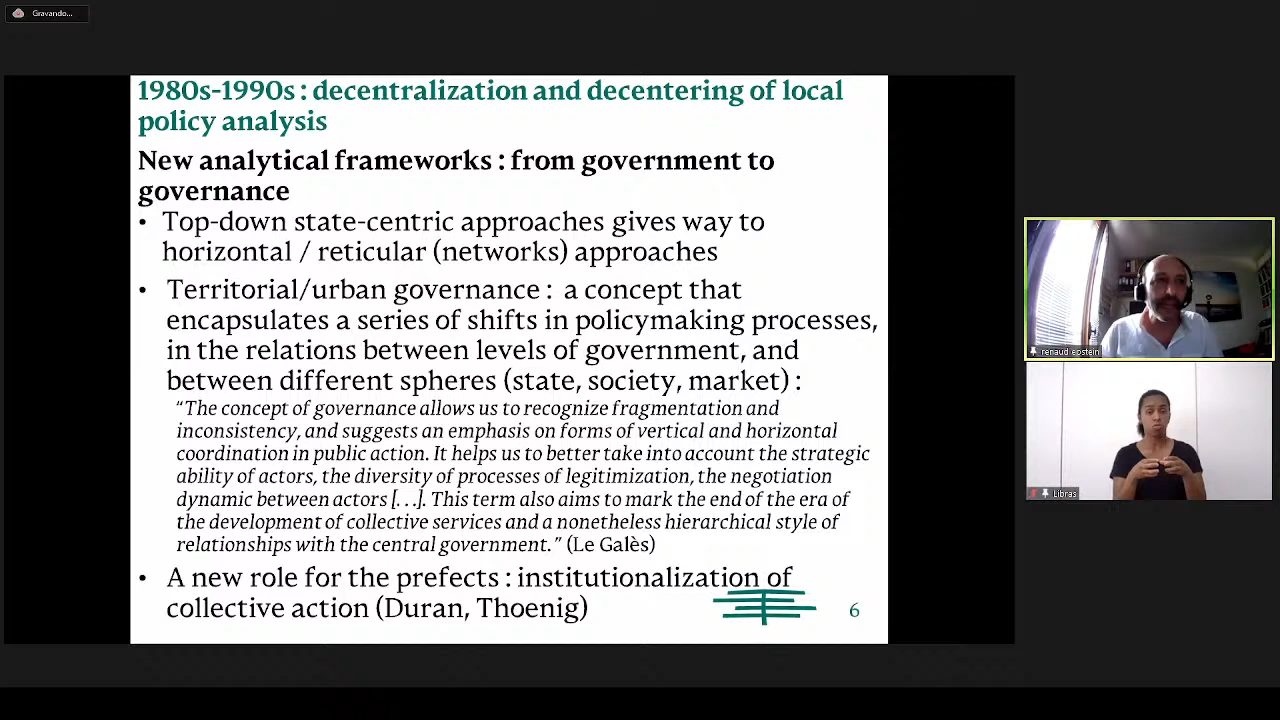 Gravando...
1980s-1990s : decentralization and decentering of local
policy analysis
New analytical frameworks : from government to
governance
• Top-down state-centric approaches gives way to
horizontal / reticular (networks) approaches
• Territorial/urban governance : a concept that
encapsulates a series of shifts in policymaking processes,
in the relations between levels of government, and
between different spheres (state, society, market) :
“The concept of governance allows us to recognize fragmentation and
inconsistency, and suggests an emphasis on forms of vertical and horizontal
coordination in public action. It helps us to better take into account the strategic
ability of actors, the diversity of processes of legitimization, the negotiation
dynamic between actors [...]. This term also aims to mark the end of the era of
the development of collective services and a nonetheless hierarchical style of
relationships with the central government.” (Le Galès)
• A new role for the prefects : institutionalization of
collective action (Duran, Thoenig)
6
renaud epstein
Libras